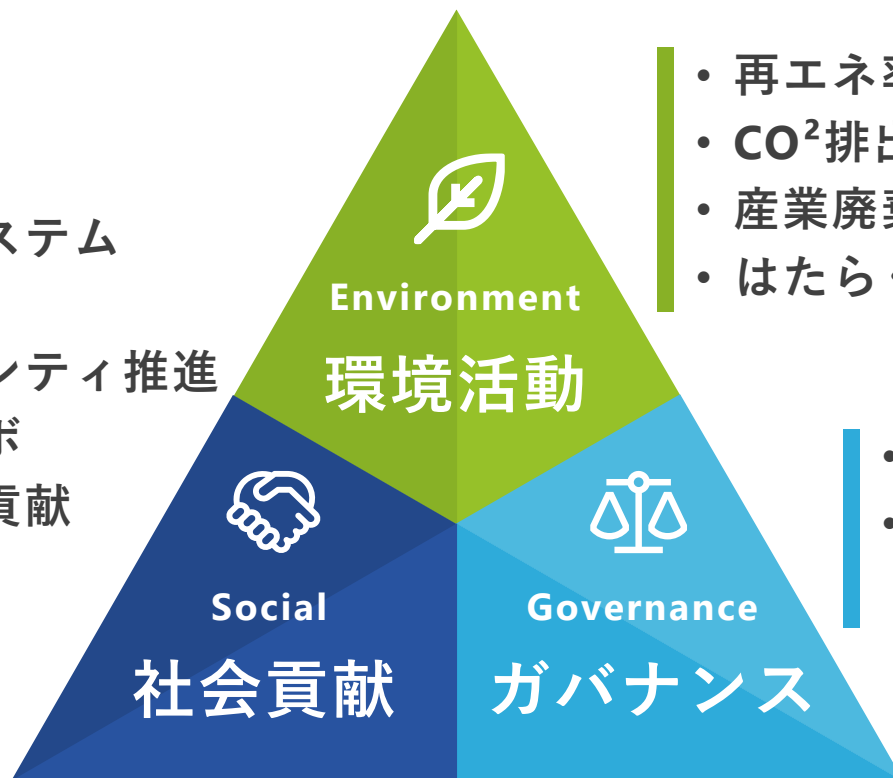 ステム
ンティ推進
ボ
貢献
Environment
環境活動
Social
社会貢献
Governance
ガバナンス
• 再エネ
• CO²排出
• 産業廃
• はたらく
•
•